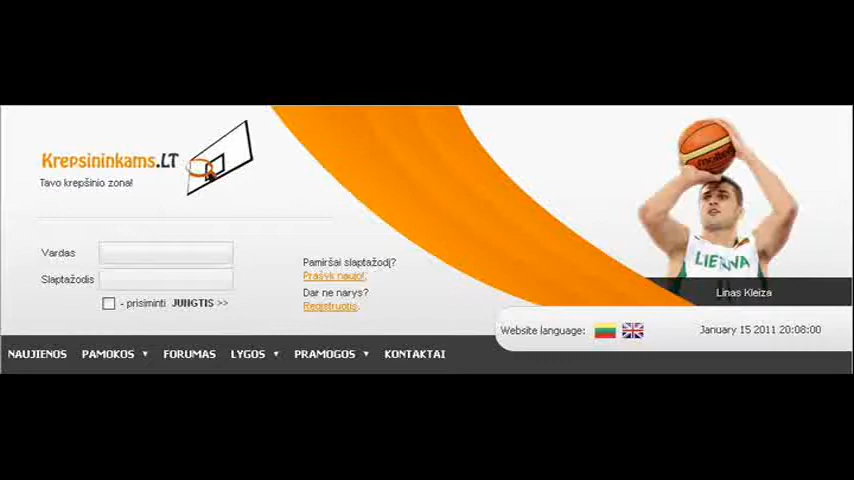 Krepsininkams.LT
Tavo krepšinio zona!
Vardas
Slaptažodis
- prisiminti JUNGTIS >>
Pamiršai slaptažodį?
Prašyk naujo!.
Dar ne narys?
Registruotis.
molten
LIETUVA
Linas Kleiza
Website language:
January 15 2011 20:08:00
NAUJIENOS PAMOKOS ▼ FORUMAS LYGOS ▼ PRAMOGOS ▼ KONTAKTAI